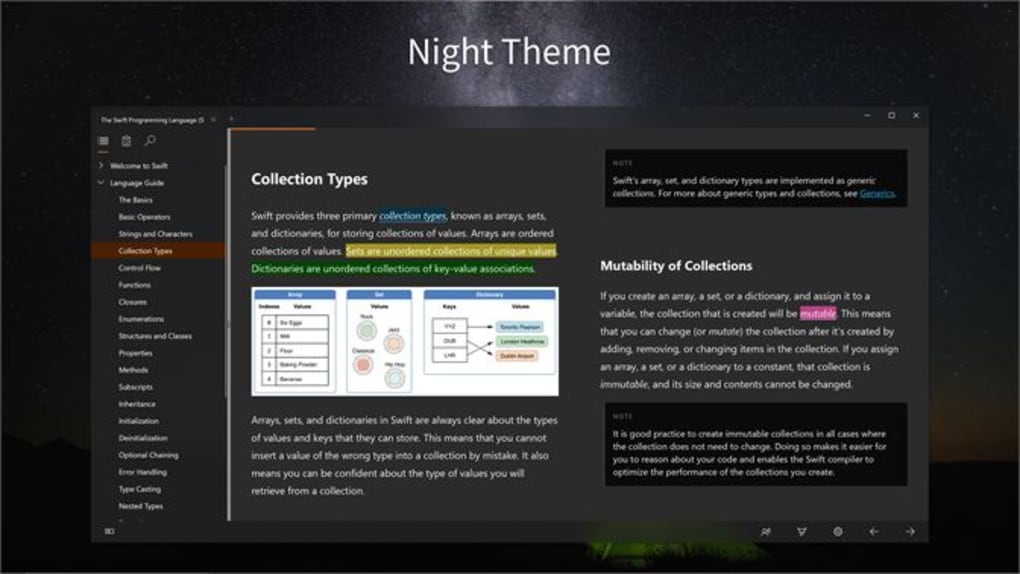 Night Theme
The Swift Programming Language (S
Welcome to Swift
Language Guide
The Basics
Basic Operators
Strings and Characters
Collection Types
Control Flow
Functions
Closures
Enumerations
Structures and Classes
Properties
Methods
Subscripts
Inheritance
Initialization
Deinitialization
Optional Chaining
Error Handling
Type Casting
Nested Types
Collection Types
Swift provides three primary collection types, known as arrays, sets,
and dictionaries, for storing collections of values. Arrays are ordered
collections of values. Sets are unordered collections of unique values.
Dictionaries are unordered collections of key-value associations.
Array
Indexes Values
0 Six Eggs
1 Milk
2 Flour
3 Baking Powder
4 Bananas
Set
Values
Rock
Jazz
Classical
Hip Hop
Dictionary
Keys Values
YYZ
DUB
LHR
Toronto Pearson
London Heathrow
Dublin Airport
Arrays, sets, and dictionaries in Swift are always clear about the types
of values and keys that they can store. This means that you cannot
insert a value of the wrong type into a collection by mistake. It also
means you can be confident about the type of values you will
retrieve from a collection.
NOTE
Swift's array, set, and dictionary types are implemented as generic
collections. For more about generic types and collections, see Generics.
Mutability of Collections
If you create an array, a set, or a dictionary, and assign it to a
variable, the collection that is created will be mutable. This means
that you can change (or mutate) the collection after it's created by
adding, removing, or changing items in the collection. If you assign
an array, a set, or a dictionary to a constant, that collection is
immutable, and its size and contents cannot be changed.
NOTE
It is good practice to create immutable collections in all cases where
the collection does not need to change. Doing so makes it easier for
you to reason about your code and enables the Swift compiler to
optimize the performance of the collections you create.